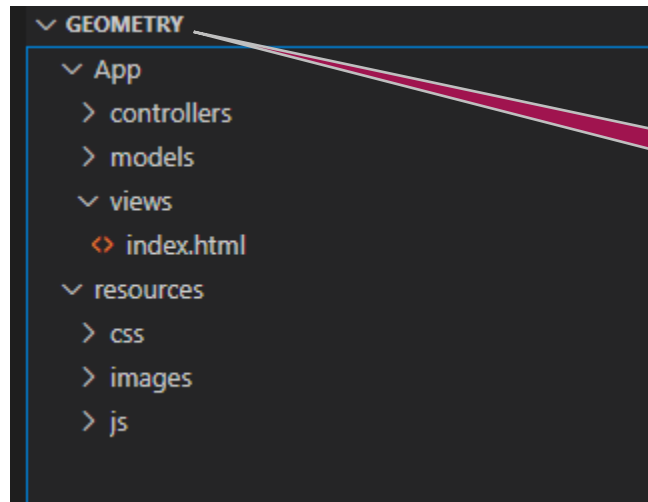 GEOMETRY
App
controllers
models
views
index.html
resources
css
images
js